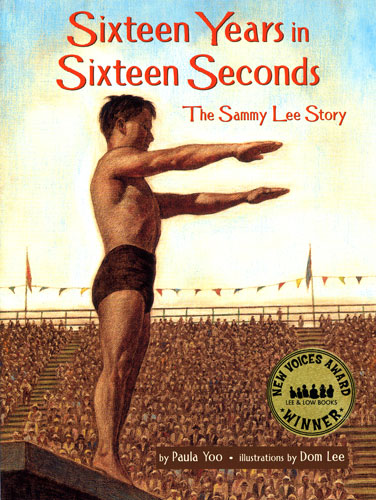 Sixteen Years in
Sixteen Seconds
The Sammy Lee Story
NEW VOICES AWARD
LEE & LOW BOOKS
WINNER
by Paula Yoo • illustrations by Dom Lee